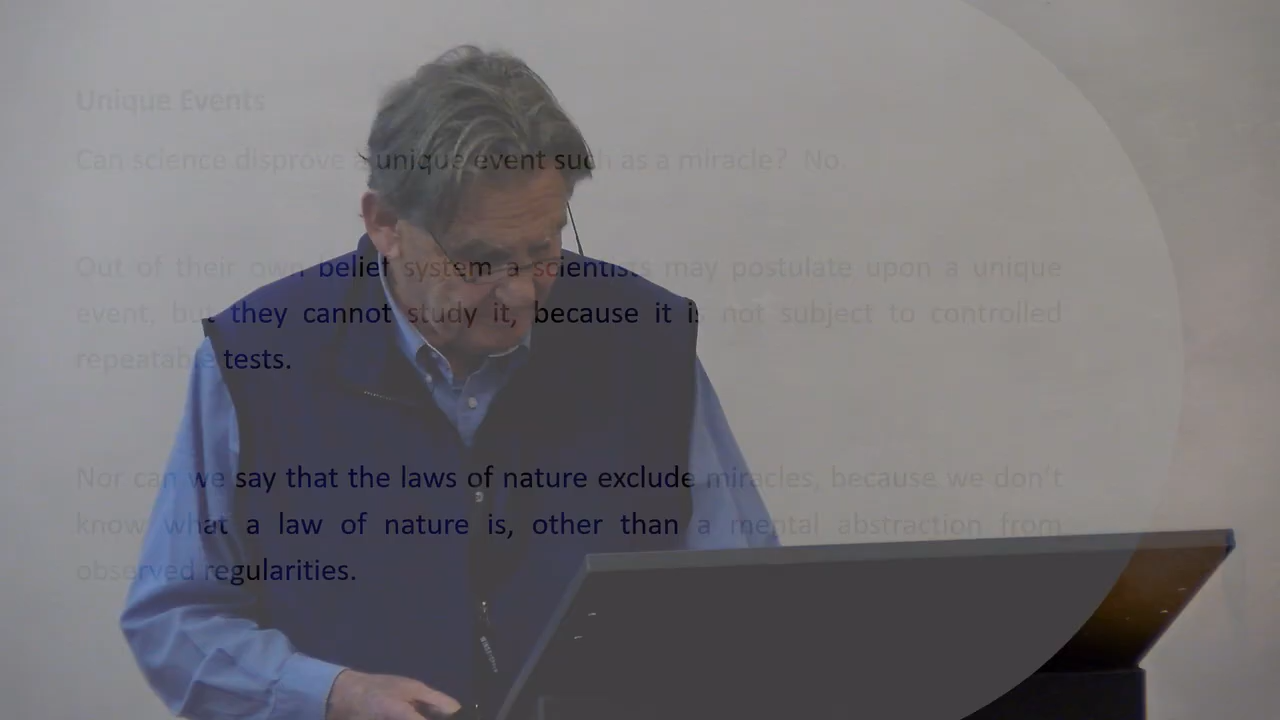 Unique Events
Can science disprove a unique event such as a miracle? No.
Out of their own belief system a scientists may postulate upon a unique
event, but they cannot study it, because it is not subject to controlled
repeatable tests.
Nor can we say that the laws of nature exclude miracles, because we don't
know what a law of nature is, other than a mental abstraction from
observed regularities.